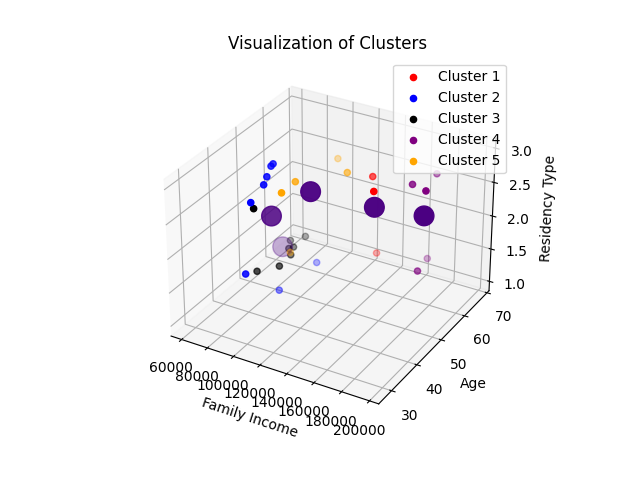 Visualization of Clusters
Cluster 1
Cluster 2
Cluster 3
Cluster 4
Cluster 5
3.0
2.5
2.0
1.5
1.0
Residency Type
70
60
50
40
30
Age
60000
80000
100000
120000
140000
160000
180000
200000
Family Income